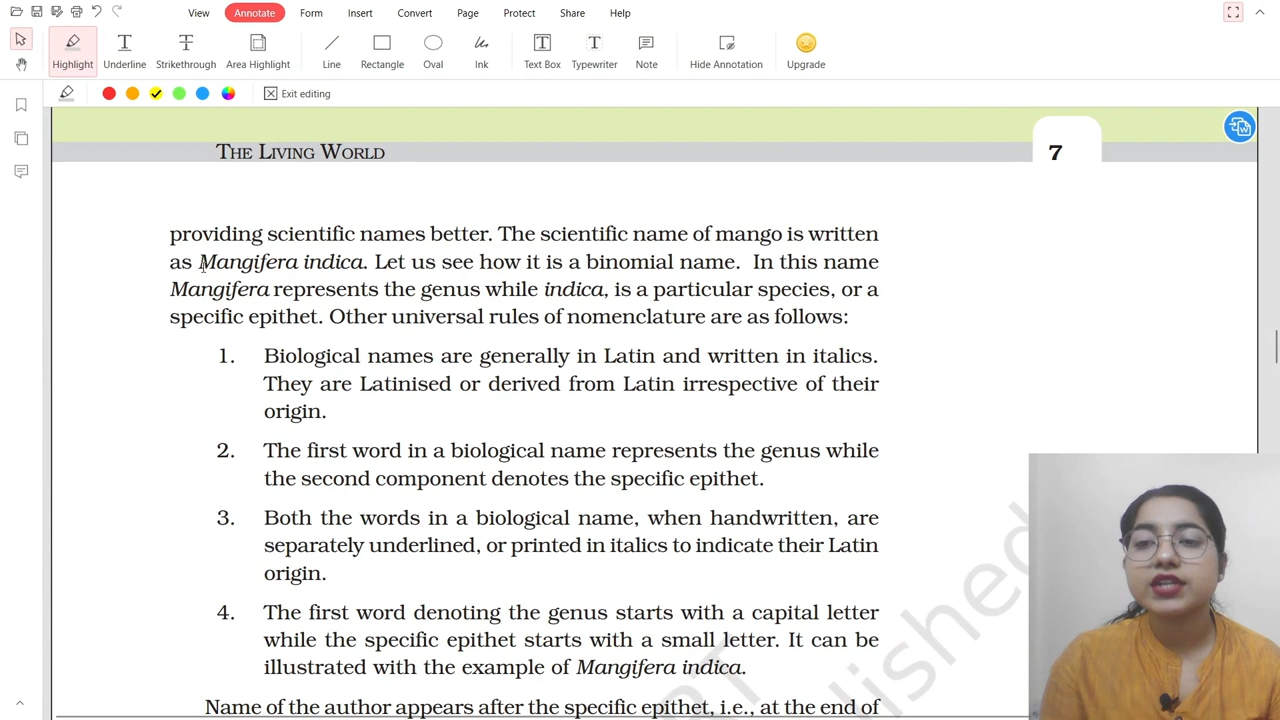 View Annotate Form Insert Convert Page Protect Share Help
Highlight Underline Strikethrough Area Highlight Line Rectangle Oval Ink Text Box Typewriter Note Hide Annotation Upgrade
Exit editing
THE LIVING WORLD 7
providing scientific names better. The scientific name of mango is written
as Mangifera indica. Let us see how it is a binomial name. In this name
Mangifera represents the genus while indica, is a particular species, or a
specific epithet. Other universal rules of nomenclature are as follows:
1. Biological names are generally in Latin and written in italics.
They are Latinised or derived from Latin irrespective of their
origin.
2. The first word in a biological name represents the genus while
the second component denotes the specific epithet.
3. Both the words in a biological name, when handwritten, are
separately underlined, or printed in italics to indicate their Latin
origin.
4. The first word denoting the genus starts with a capital letter
while the specific epithet starts with a small letter. It can be
illustrated with the example of Mangifera indica.
Name of the author appears after the specific epithet, i.e., at the end of